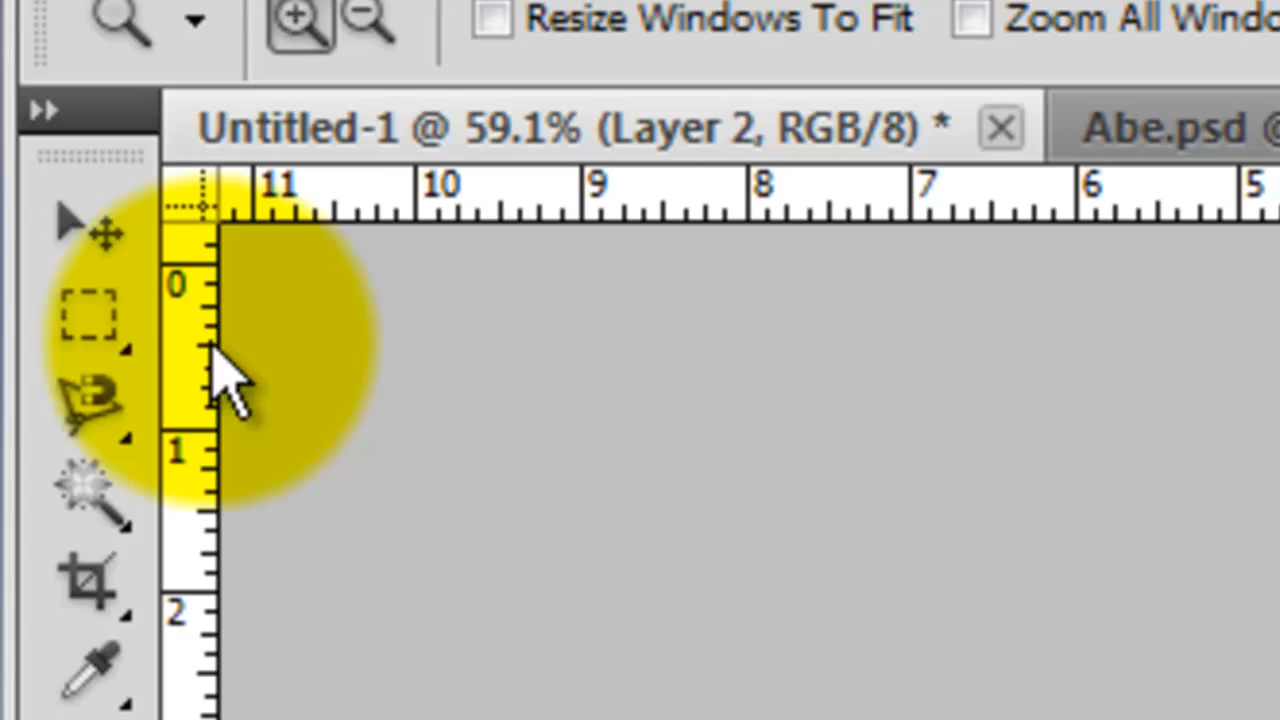 Resize Windows To Fit Zoom All Windo
Untitled-1 @ 59.1% (Layer 2, RGB/8) * Abe.psd @
11 10 9 8 7 6 5
0
1
2